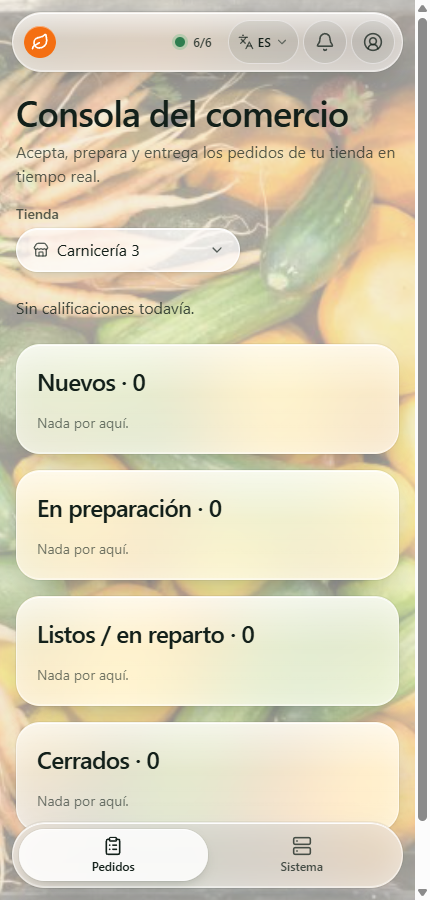 6/6
ES
Consola del comercio
Acepta, prepara y entrega los pedidos de tu tienda en
tiempo real.
Tienda
Carnicería 3
Sin calificaciones todavía.
Nuevos · 0
Nada por aquí.
En preparación · 0
Nada por aquí.
Listos / en reparto · 0
Nada por aquí.
Cerrados · 0
Nada por aquí.
Pedidos
Sistema